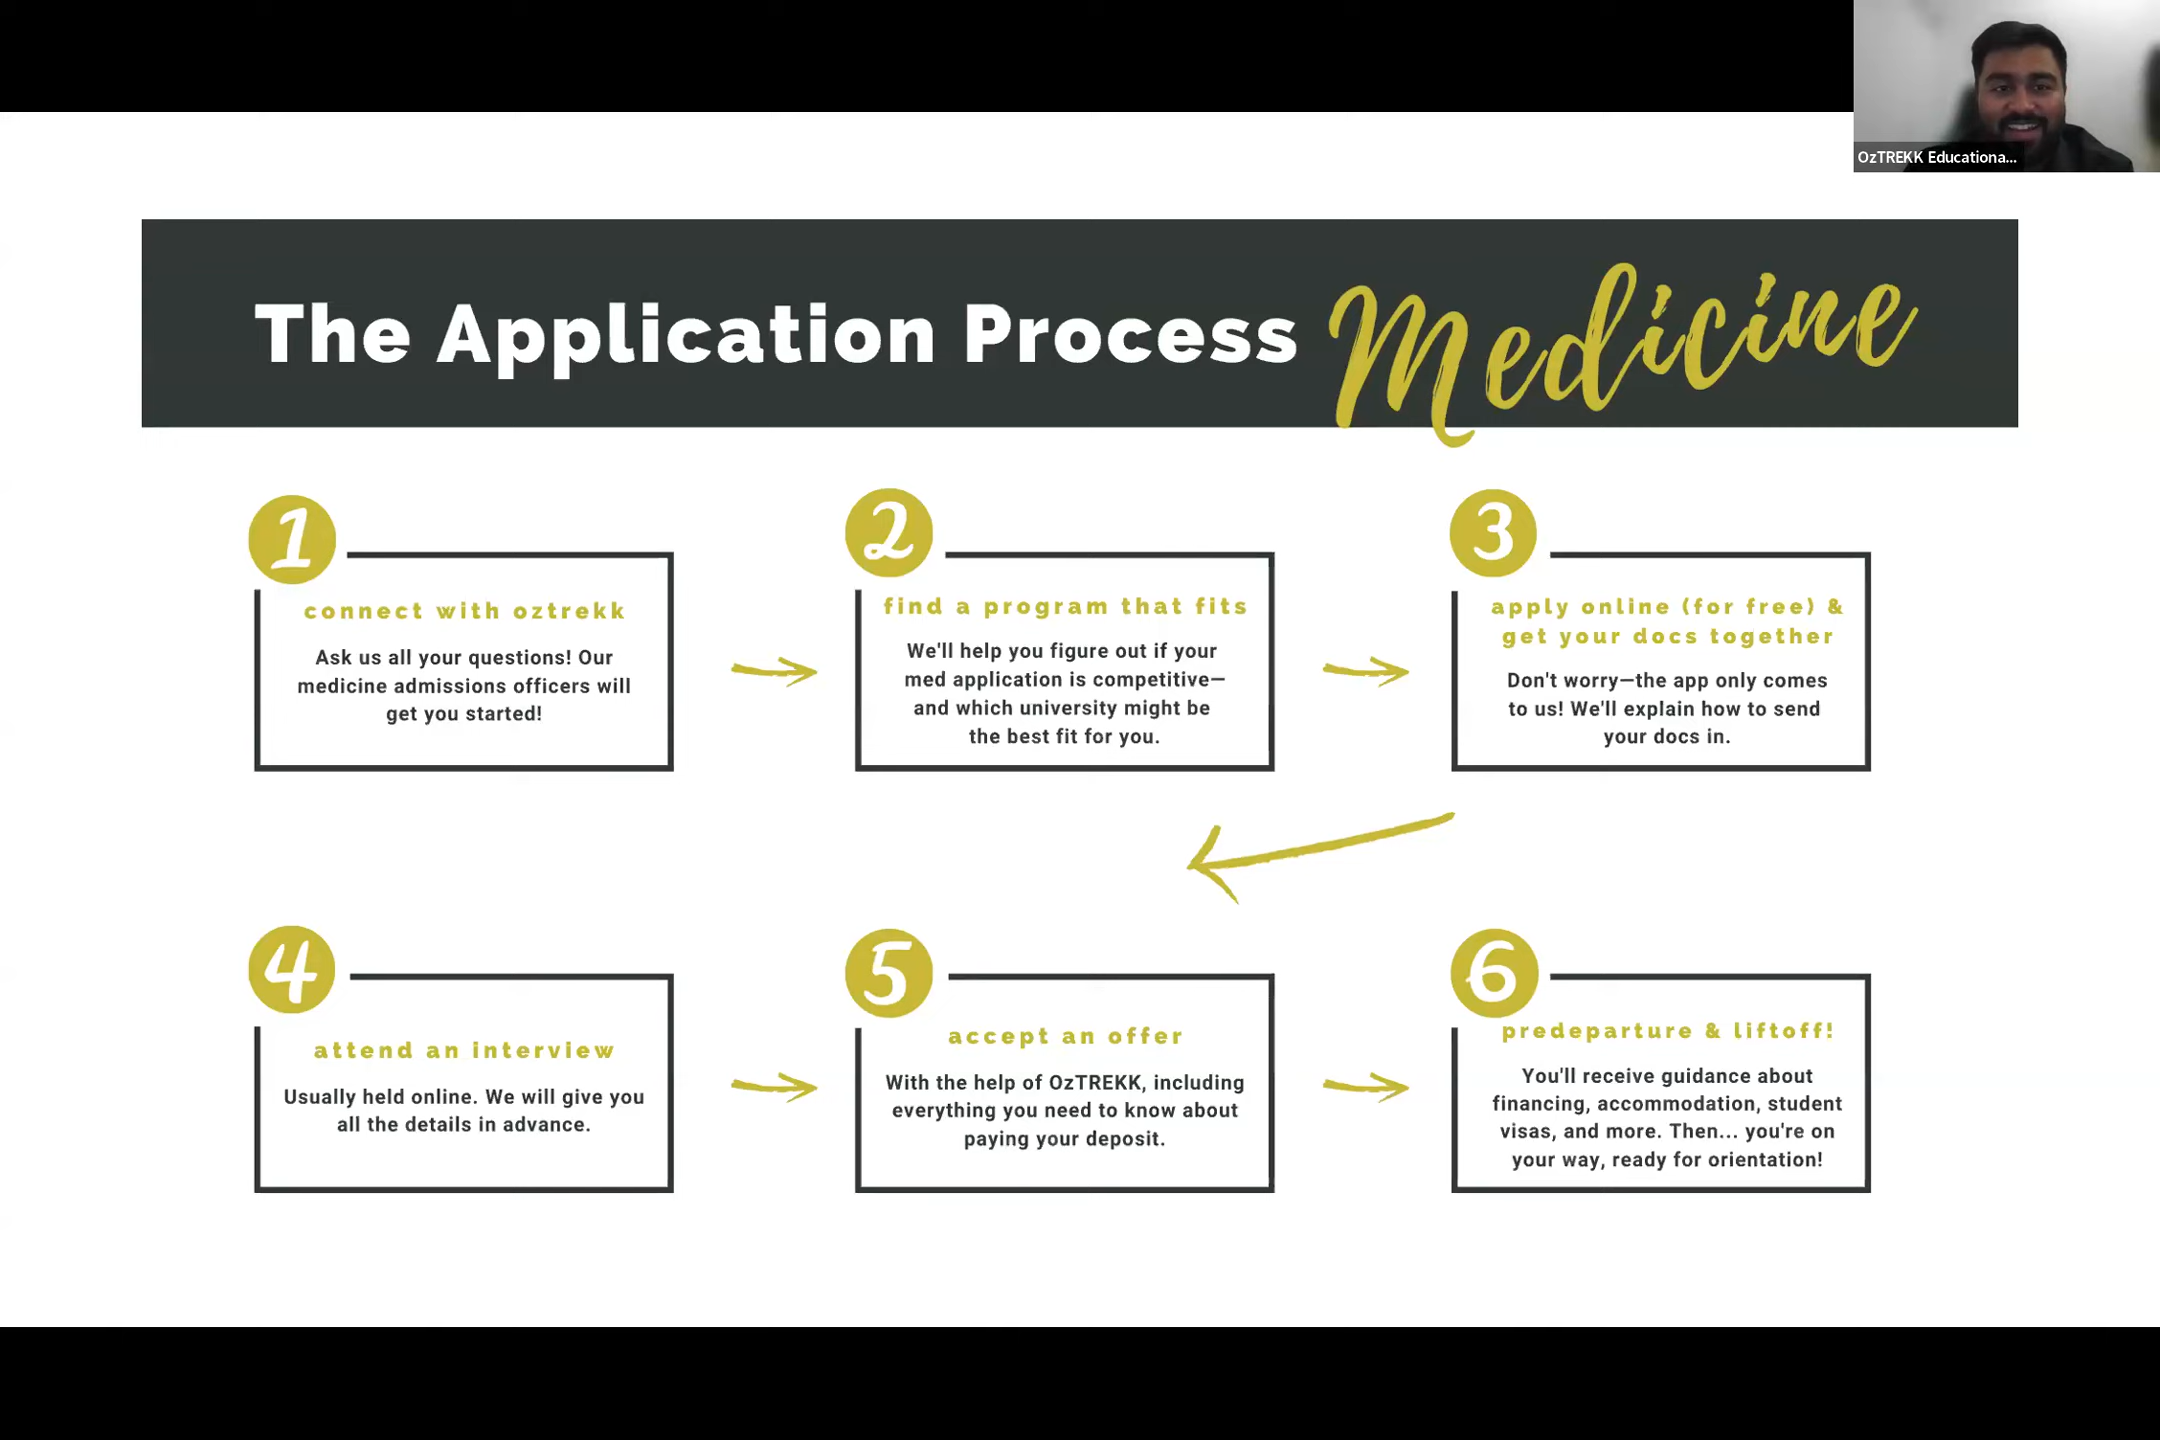 OzTREKK Educationa...
The Application Process Medicine
1
connect with oztrekk
Ask us all your questions! Our
medicine admissions officers will
get you started!
2
find a program that fits
We'll help you figure out if your
med application is competitive—
and which university might be
the best fit for you.
3
apply online (for free) &
get your docs together
Don't worry—the app only comes
to us! We'll explain how to send
your docs in.
4
attend an interview
Usually held online. We will give you
all the details in advance.
5
accept an offer
With the help of OzTREKK, including
everything you need to know about
paying your deposit.
6
predeparture & liftoff!
You'll receive guidance about
financing, accommodation, student
visas, and more. Then... you're on
your way, ready for orientation!